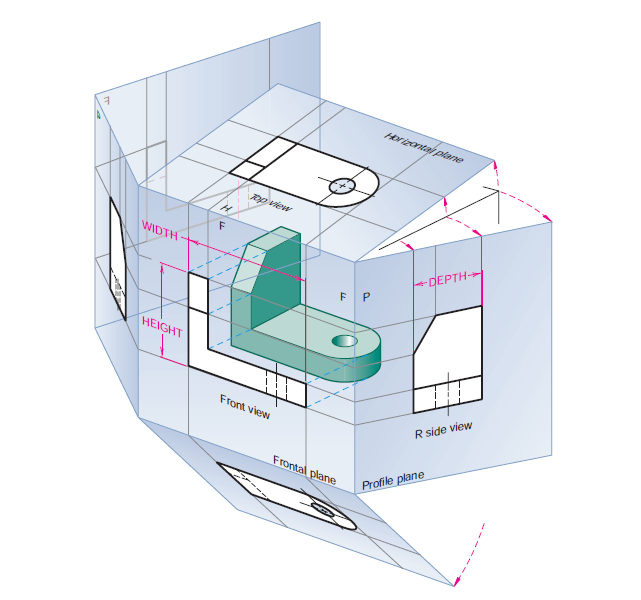 F
Horizontal plane
Top view
H
F
WIDTH
F P
DEPTH
HEIGHT
Front view
R side view
Frontal plane
Profile plane